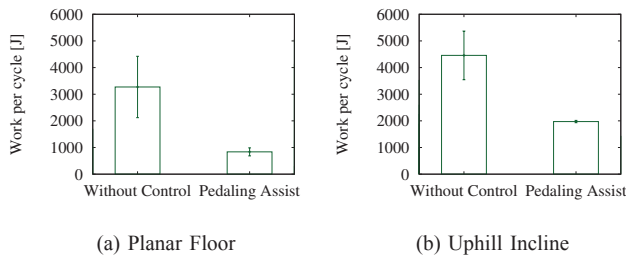 Work per cycle [J]
6000
5000
4000
3000
2000
1000
0
Without Control Pedaling Assist
(a) Planar Floor
Work per cycle [J]
6000
5000
4000
3000
2000
1000
0
Without Control Pedaling Assist
(b) Uphill Incline